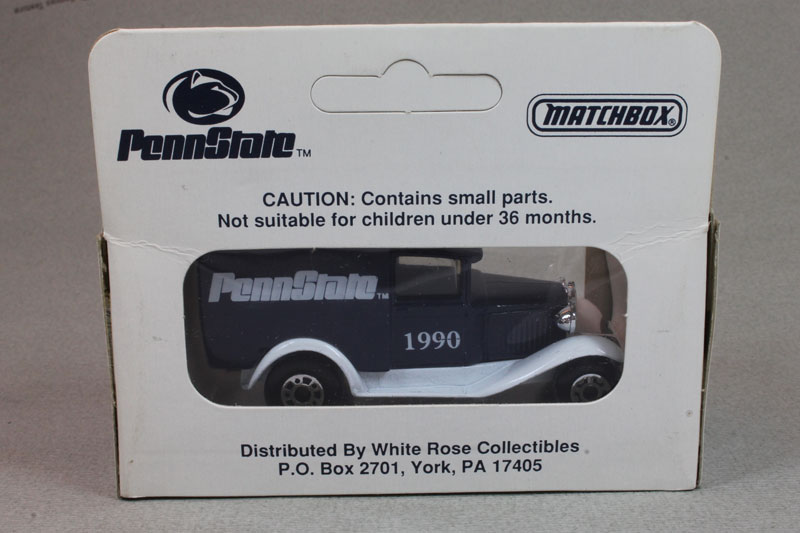 PennState™
MATCHBOX®
CAUTION: Contains small parts.
Not suitable for children under 36 months.
PennState™
1990
Distributed By White Rose Collectibles
P.O. Box 2701, York, PA 17405